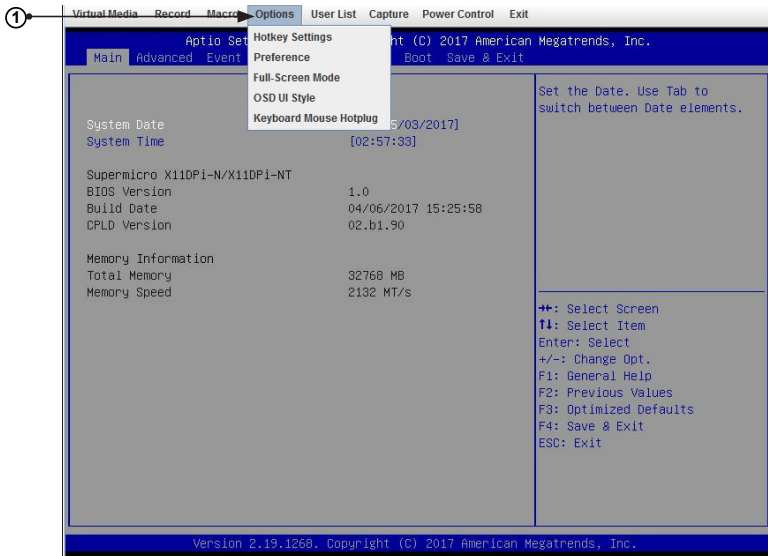 1
Virtual Media Record Macro Options User List Capture Power Control Exit
Aptio Set ht (C) 2017 American Megatrends, Inc.
Main Advanced Event Boot Save & Exit
Hotkey Settings
Preference
Full-Screen Mode
OSD UI Style
Keyboard Mouse Hotplug
System Date 5/03/2017]
System Time [02:57:33]
Supermicro X11DPi-N/X11DPi-NT
BIOS Version 1.0
Build Date 04/06/2017 15:25:58
CPLD Version 02.b1.90
Memory Information
Total Memory 32768 MB
Memory Speed 2132 MT/s
Set the Date. Use Tab to
switch between Date elements.
→←: Select Screen
↑↓: Select Item
Enter: Select
+/-: Change Opt.
F1: General Help
F2: Previous Values
F3: Optimized Defaults
F4: Save & Exit
ESC: Exit
Version 2.19.1268. Copyright (C) 2017 American Megatrends, Inc.